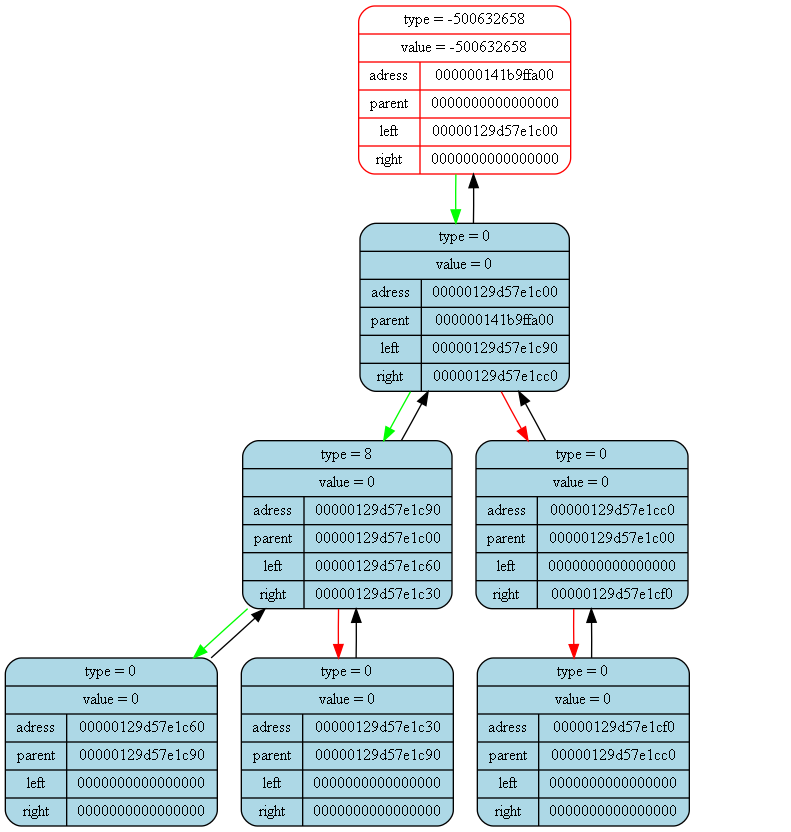 type = -500632658
value = -500632658
adress 000000141b9ffa00
parent 0000000000000000
left 00000129d57e1c00
right 0000000000000000
type = 0
value = 0
adress 00000129d57e1c00
parent 000000141b9ffa00
left 00000129d57e1c90
right 00000129d57e1cc0
type = 8
value = 0
adress 00000129d57e1c90
parent 00000129d57e1c00
left 00000129d57e1c60
right 00000129d57e1c30
type = 0
value = 0
adress 00000129d57e1cc0
parent 00000129d57e1c00
left 0000000000000000
right 00000129d57e1cf0
type = 0
value = 0
adress 00000129d57e1c60
parent 00000129d57e1c90
left 0000000000000000
right 0000000000000000
type = 0
value = 0
adress 00000129d57e1c30
parent 00000129d57e1c90
left 0000000000000000
right 0000000000000000
type = 0
value = 0
adress 00000129d57e1cf0
parent 00000129d57e1cc0
left 0000000000000000
right 0000000000000000